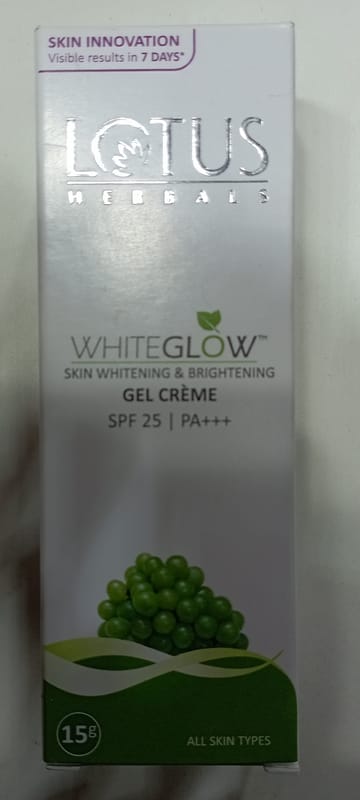 SKIN INNOVATION
Visible results in 7 DAYS*
LOTUS
HERBALS
WHITEGLOW™
SKIN WHITENING & BRIGHTENING
GEL CRÈME
SPF 25 | PA+++
15g
ALL SKIN TYPES